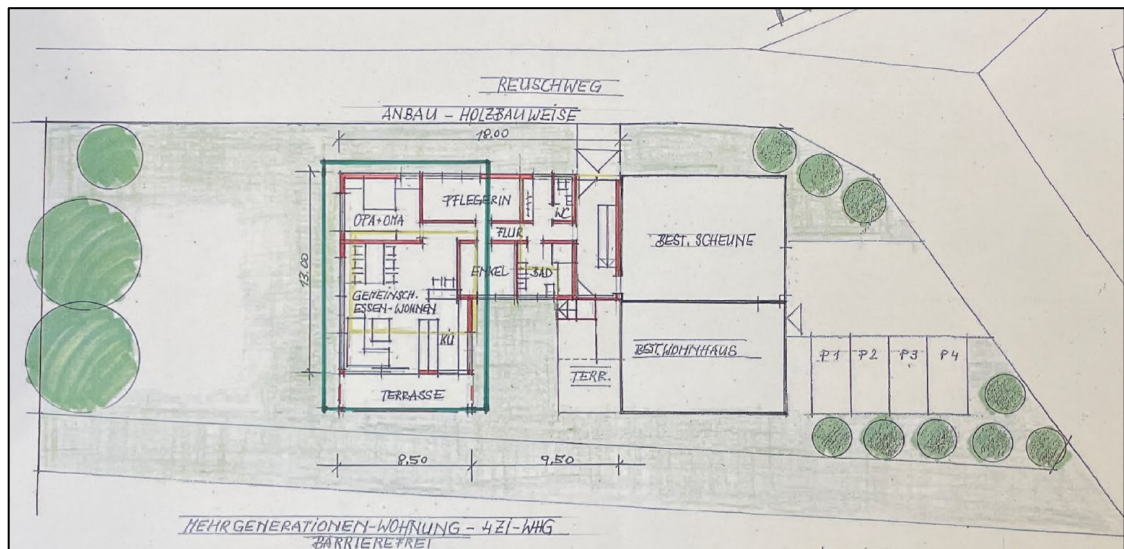 REUSCHWEG
ANBAU - HOLZBAUWEISE
18.00
13.00
OPA+OMA
PFLEGERIN
WC
FLUR
BEST. SCHEUNE
ENKEL
BAD
GEMEINSCH.
ESSEN-WOHNEN
KÜ
BEST. WOHNHAUS
P1 P2 P3 P4
TERR.
TERRASSE
8.50
9.50
MEHRGENERATIONEN-WOHNUNG - 4ZI-WHG
BARRIEREFREI